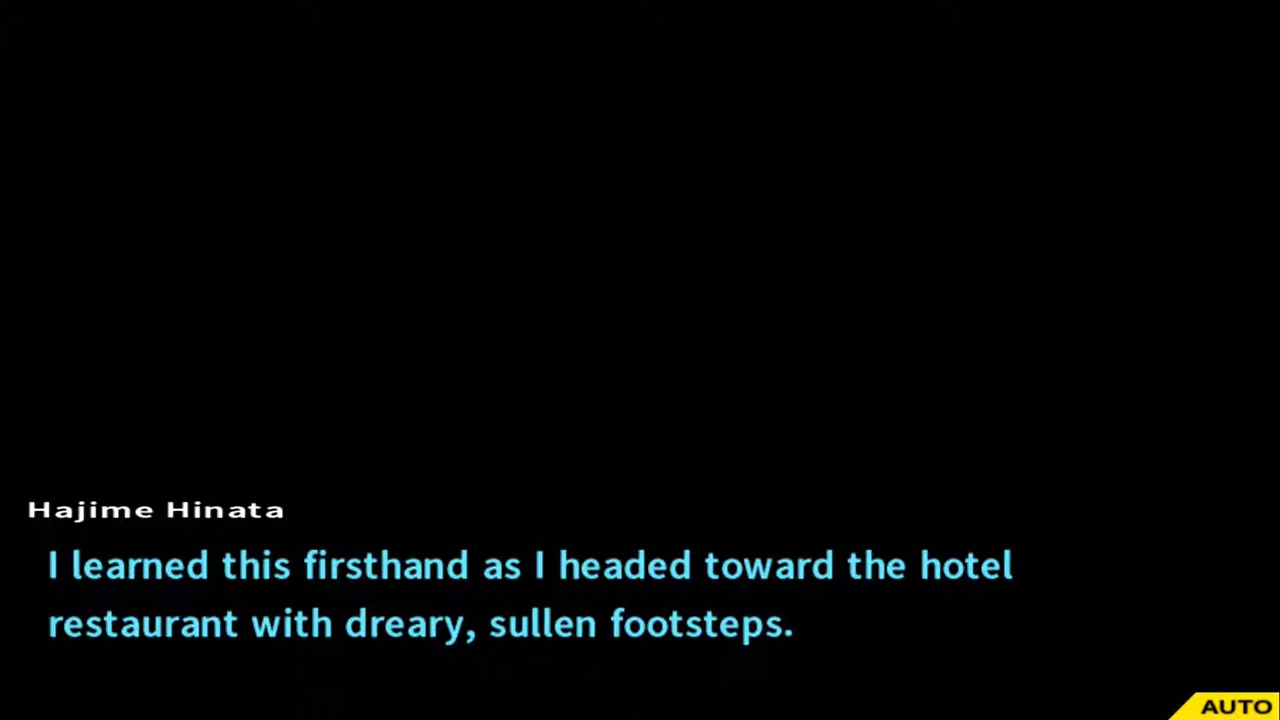 Hajime Hinata
I learned this firsthand as I headed toward the hotel
restaurant with dreary, sullen footsteps.
AUTO